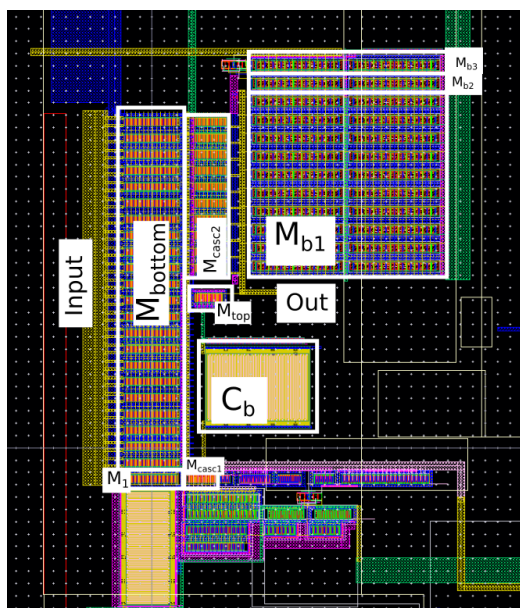 M_b3
M_b2
M_b1
M_casc2
M_bottom
Input
Out
M_top
C_b
M_casc1
M_1